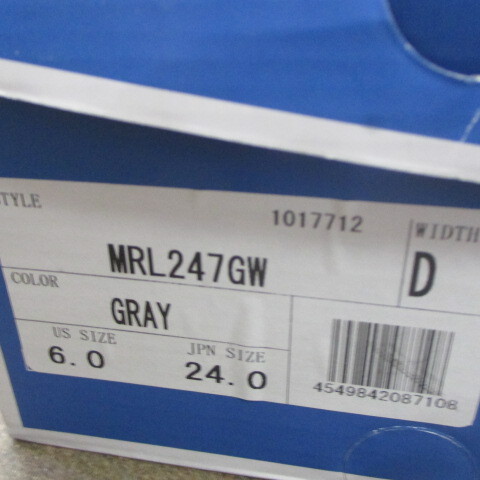 STYLE 1017712 WIDTH
MRL247GW D
COLOR
GRAY
US SIZE JPN SIZE
6.0 24.0
4549842087108